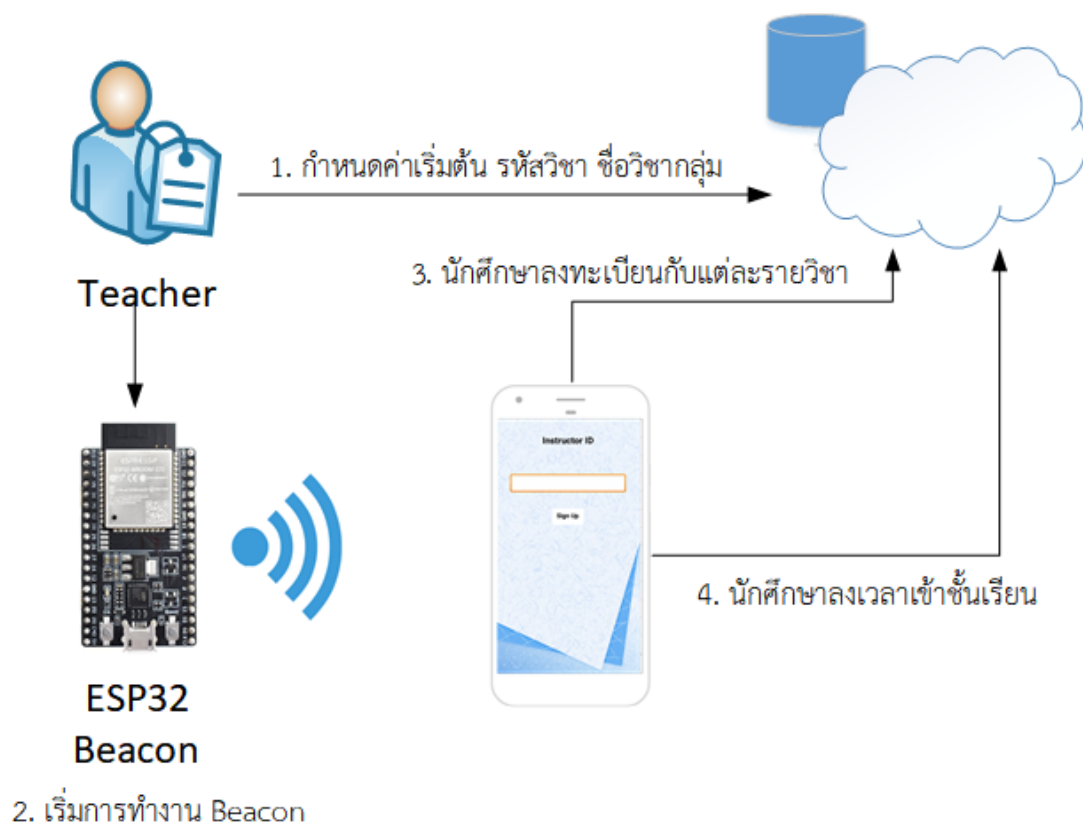 1. กำหนดค่าเริ่มต้น รหัสวิชา ชื่อวิชากลุ่ม
3. นักศึกษาลงทะเบียนกับแต่ละรายวิชา
Teacher
Instructor ID
Sign Up
4. นักศึกษาลงเวลาเข้าชั้นเรียน
ESP32
Beacon
2. เริ่มการทำงาน Beacon